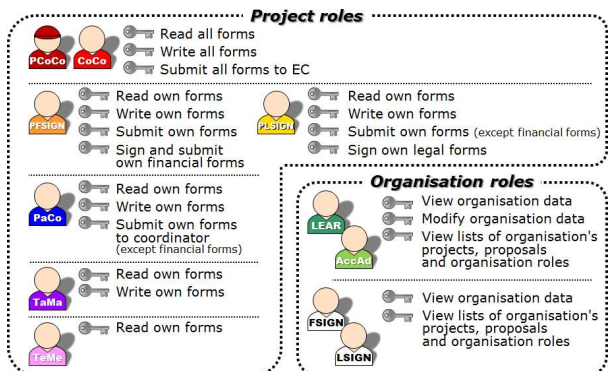 Project roles
PCoCo
CoCo
Read all forms
Write all forms
Submit all forms to EC
PFSIGN
Read own forms
Write own forms
Submit own forms
Sign and submit
own financial forms
PLSIGN
Read own forms
Write own forms
Submit own forms (except financial forms)
Sign own legal forms
PaCo
Read own forms
Write own forms
Submit own forms
to coordinator
(except financial forms)
TaMa
Read own forms
Write own forms
TeMe
Read own forms
Organisation roles
LEAR
AccAd
View organisation data
Modify organisation data
View lists of organisation's
projects, proposals
and organisation roles
FSIGN
LSIGN
View organisation data
View lists of organisation's
projects, proposals
and organisation roles